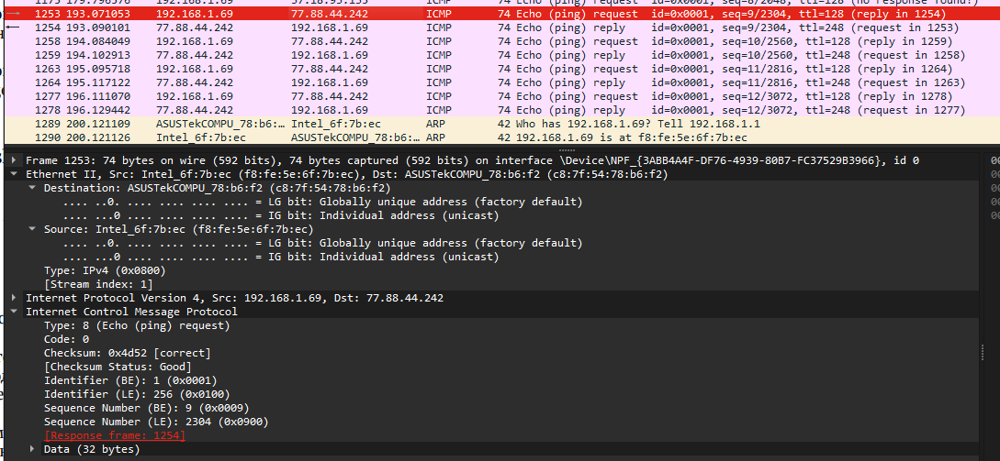 1175 179.796576 192.168.1.69 57.18.95.155 ICMP 74 Echo (ping) request id=0x0001, seq=8/2048, ttl=128 (no response found!)
1253 193.071053 192.168.1.69 77.88.44.242 ICMP 74 Echo (ping) request id=0x0001, seq=9/2304, ttl=128 (reply in 1254)
1254 193.090101 77.88.44.242 192.168.1.69 ICMP 74 Echo (ping) reply id=0x0001, seq=9/2304, ttl=248 (request in 1253)
1258 194.084049 192.168.1.69 77.88.44.242 ICMP 74 Echo (ping) request id=0x0001, seq=10/2560, ttl=128 (reply in 1259)
1259 194.102913 77.88.44.242 192.168.1.69 ICMP 74 Echo (ping) reply id=0x0001, seq=10/2560, ttl=248 (request in 1258)
1263 195.095718 192.168.1.69 77.88.44.242 ICMP 74 Echo (ping) request id=0x0001, seq=11/2816, ttl=128 (reply in 1264)
1264 195.117122 77.88.44.242 192.168.1.69 ICMP 74 Echo (ping) reply id=0x0001, seq=11/2816, ttl=248 (request in 1263)
1277 196.111070 192.168.1.69 77.88.44.242 ICMP 74 Echo (ping) request id=0x0001, seq=12/3072, ttl=128 (reply in 1278)
1278 196.129442 77.88.44.242 192.168.1.69 ICMP 74 Echo (ping) reply id=0x0001, seq=12/3072, ttl=248 (request in 1277)
1289 200.121109 ASUSTekCOMPU_78:b6:… Intel_6f:7b:ec ARP 42 Who has 192.168.1.69? Tell 192.168.1.1
1290 200.121126 Intel_6f:7b:ec ASUSTekCOMPU_78:b6:… ARP 42 192.168.1.69 is at f8:fe:5e:6f:7b:ec
Frame 1253: 74 bytes on wire (592 bits), 74 bytes captured (592 bits) on interface \Device\NPF_{3ABB4A4F-DF76-4939-80B7-FC37529B3966}, id 0
Ethernet II, Src: Intel_6f:7b:ec (f8:fe:5e:6f:7b:ec), Dst: ASUSTekCOMPU_78:b6:f2 (c8:7f:54:78:b6:f2)
Destination: ASUSTekCOMPU_78:b6:f2 (c8:7f:54:78:b6:f2)
.... ..0. .... .... .... .... = LG bit: Globally unique address (factory default)
.... ...0 .... .... .... .... = IG bit: Individual address (unicast)
Source: Intel_6f:7b:ec (f8:fe:5e:6f:7b:ec)
.... ..0. .... .... .... .... = LG bit: Globally unique address (factory default)
.... ...0 .... .... .... .... = IG bit: Individual address (unicast)
Type: IPv4 (0x0800)
[Stream index: 1]
Internet Protocol Version 4, Src: 192.168.1.69, Dst: 77.88.44.242
Internet Control Message Protocol
Type: 8 (Echo (ping) request)
Code: 0
Checksum: 0x4d52 [correct]
[Checksum Status: Good]
Identifier (BE): 1 (0x0001)
Identifier (LE): 256 (0x0100)
Sequence Number (BE): 9 (0x0009)
Sequence Number (LE): 2304 (0x0900)
[Response frame: 1254]
Data (32 bytes)